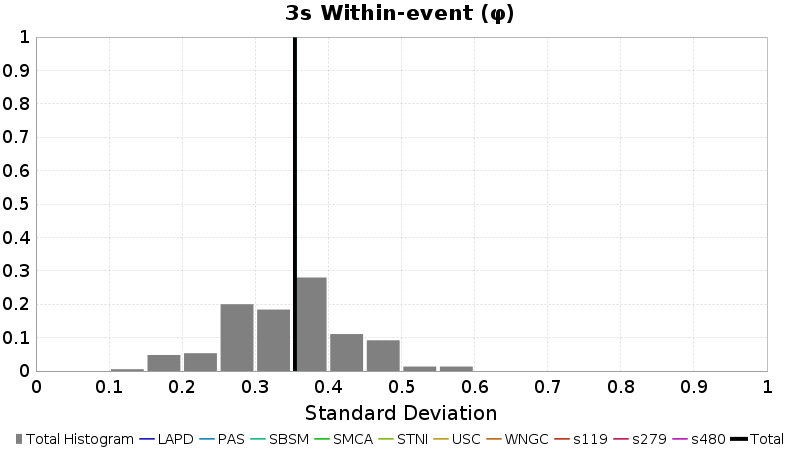 3s Within-event (φ)
1
0.9
0.8
0.7
0.6
0.5
0.4
0.3
0.2
0.1
0
0 0.1 0.2 0.3 0.4 0.5 0.6 0.7 0.8 0.9 1
Standard Deviation
Total Histogram LAPD PAS SBSM SMCA STNI USC WNGC s119 s279 s480 Total